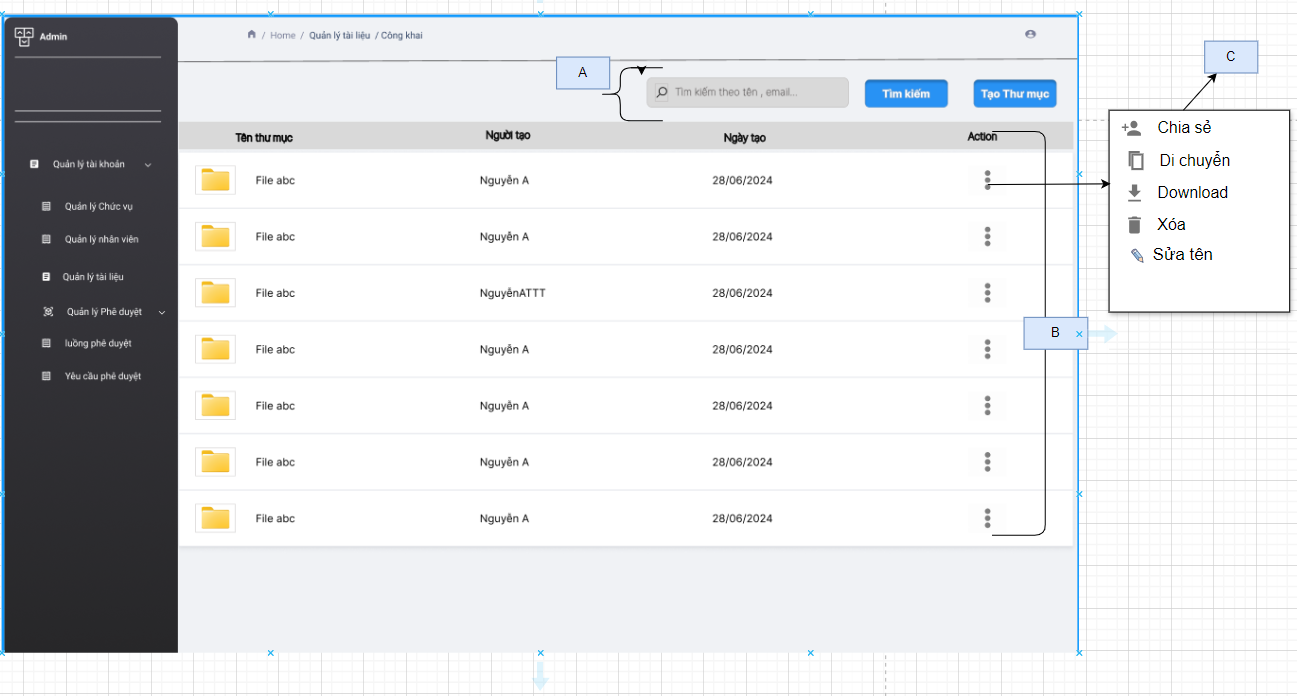 Admin
/ Home / Quản lý tài liệu / Công khai
A
Tìm kiếm theo tên , email...
Tìm kiếm
Tạo Thư mục
C
Tên thư mục
Người tạo
Ngày tạo
Action
File abc
Nguyễn A
28/06/2024
File abc
Nguyễn A
28/06/2024
File abc
NguyễnATTT
28/06/2024
File abc
Nguyễn A
28/06/2024
File abc
Nguyễn A
28/06/2024
File abc
Nguyễn A
28/06/2024
File abc
Nguyễn A
28/06/2024
B
Quản lý tài khoản
Quản lý Chức vụ
Quản lý nhân viên
Quản lý tài liệu
Quản lý Phê duyệt
luồng phê duyệt
Yêu cầu phê duyệt
Chia sẻ
Di chuyển
Download
Xóa
Sửa tên